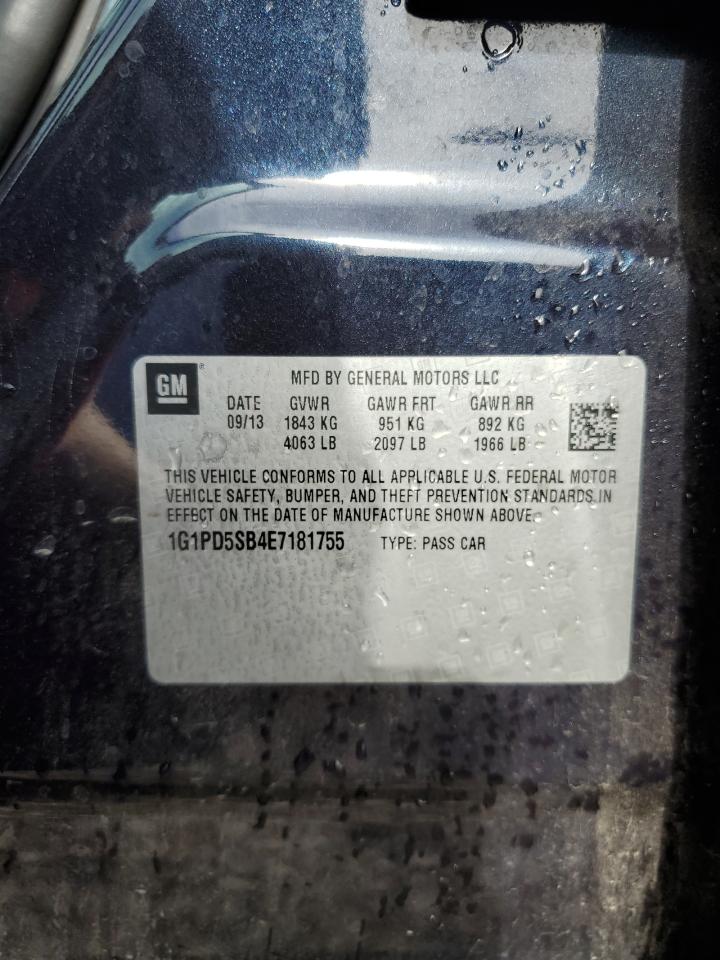 GM ®
MFD BY GENERAL MOTORS LLC
DATE GVWR GAWR FRT GAWR RR
09/13 1843 KG 951 KG 892 KG
4063 LB 2097 LB 1966 LB
THIS VEHICLE CONFORMS TO ALL APPLICABLE U.S. FEDERAL MOTOR
VEHICLE SAFETY, BUMPER, AND THEFT PREVENTION STANDARDS IN
EFFECT ON THE DATE OF MANUFACTURE SHOWN ABOVE.
1G1PD5SB4E7181755 TYPE: PASS CAR